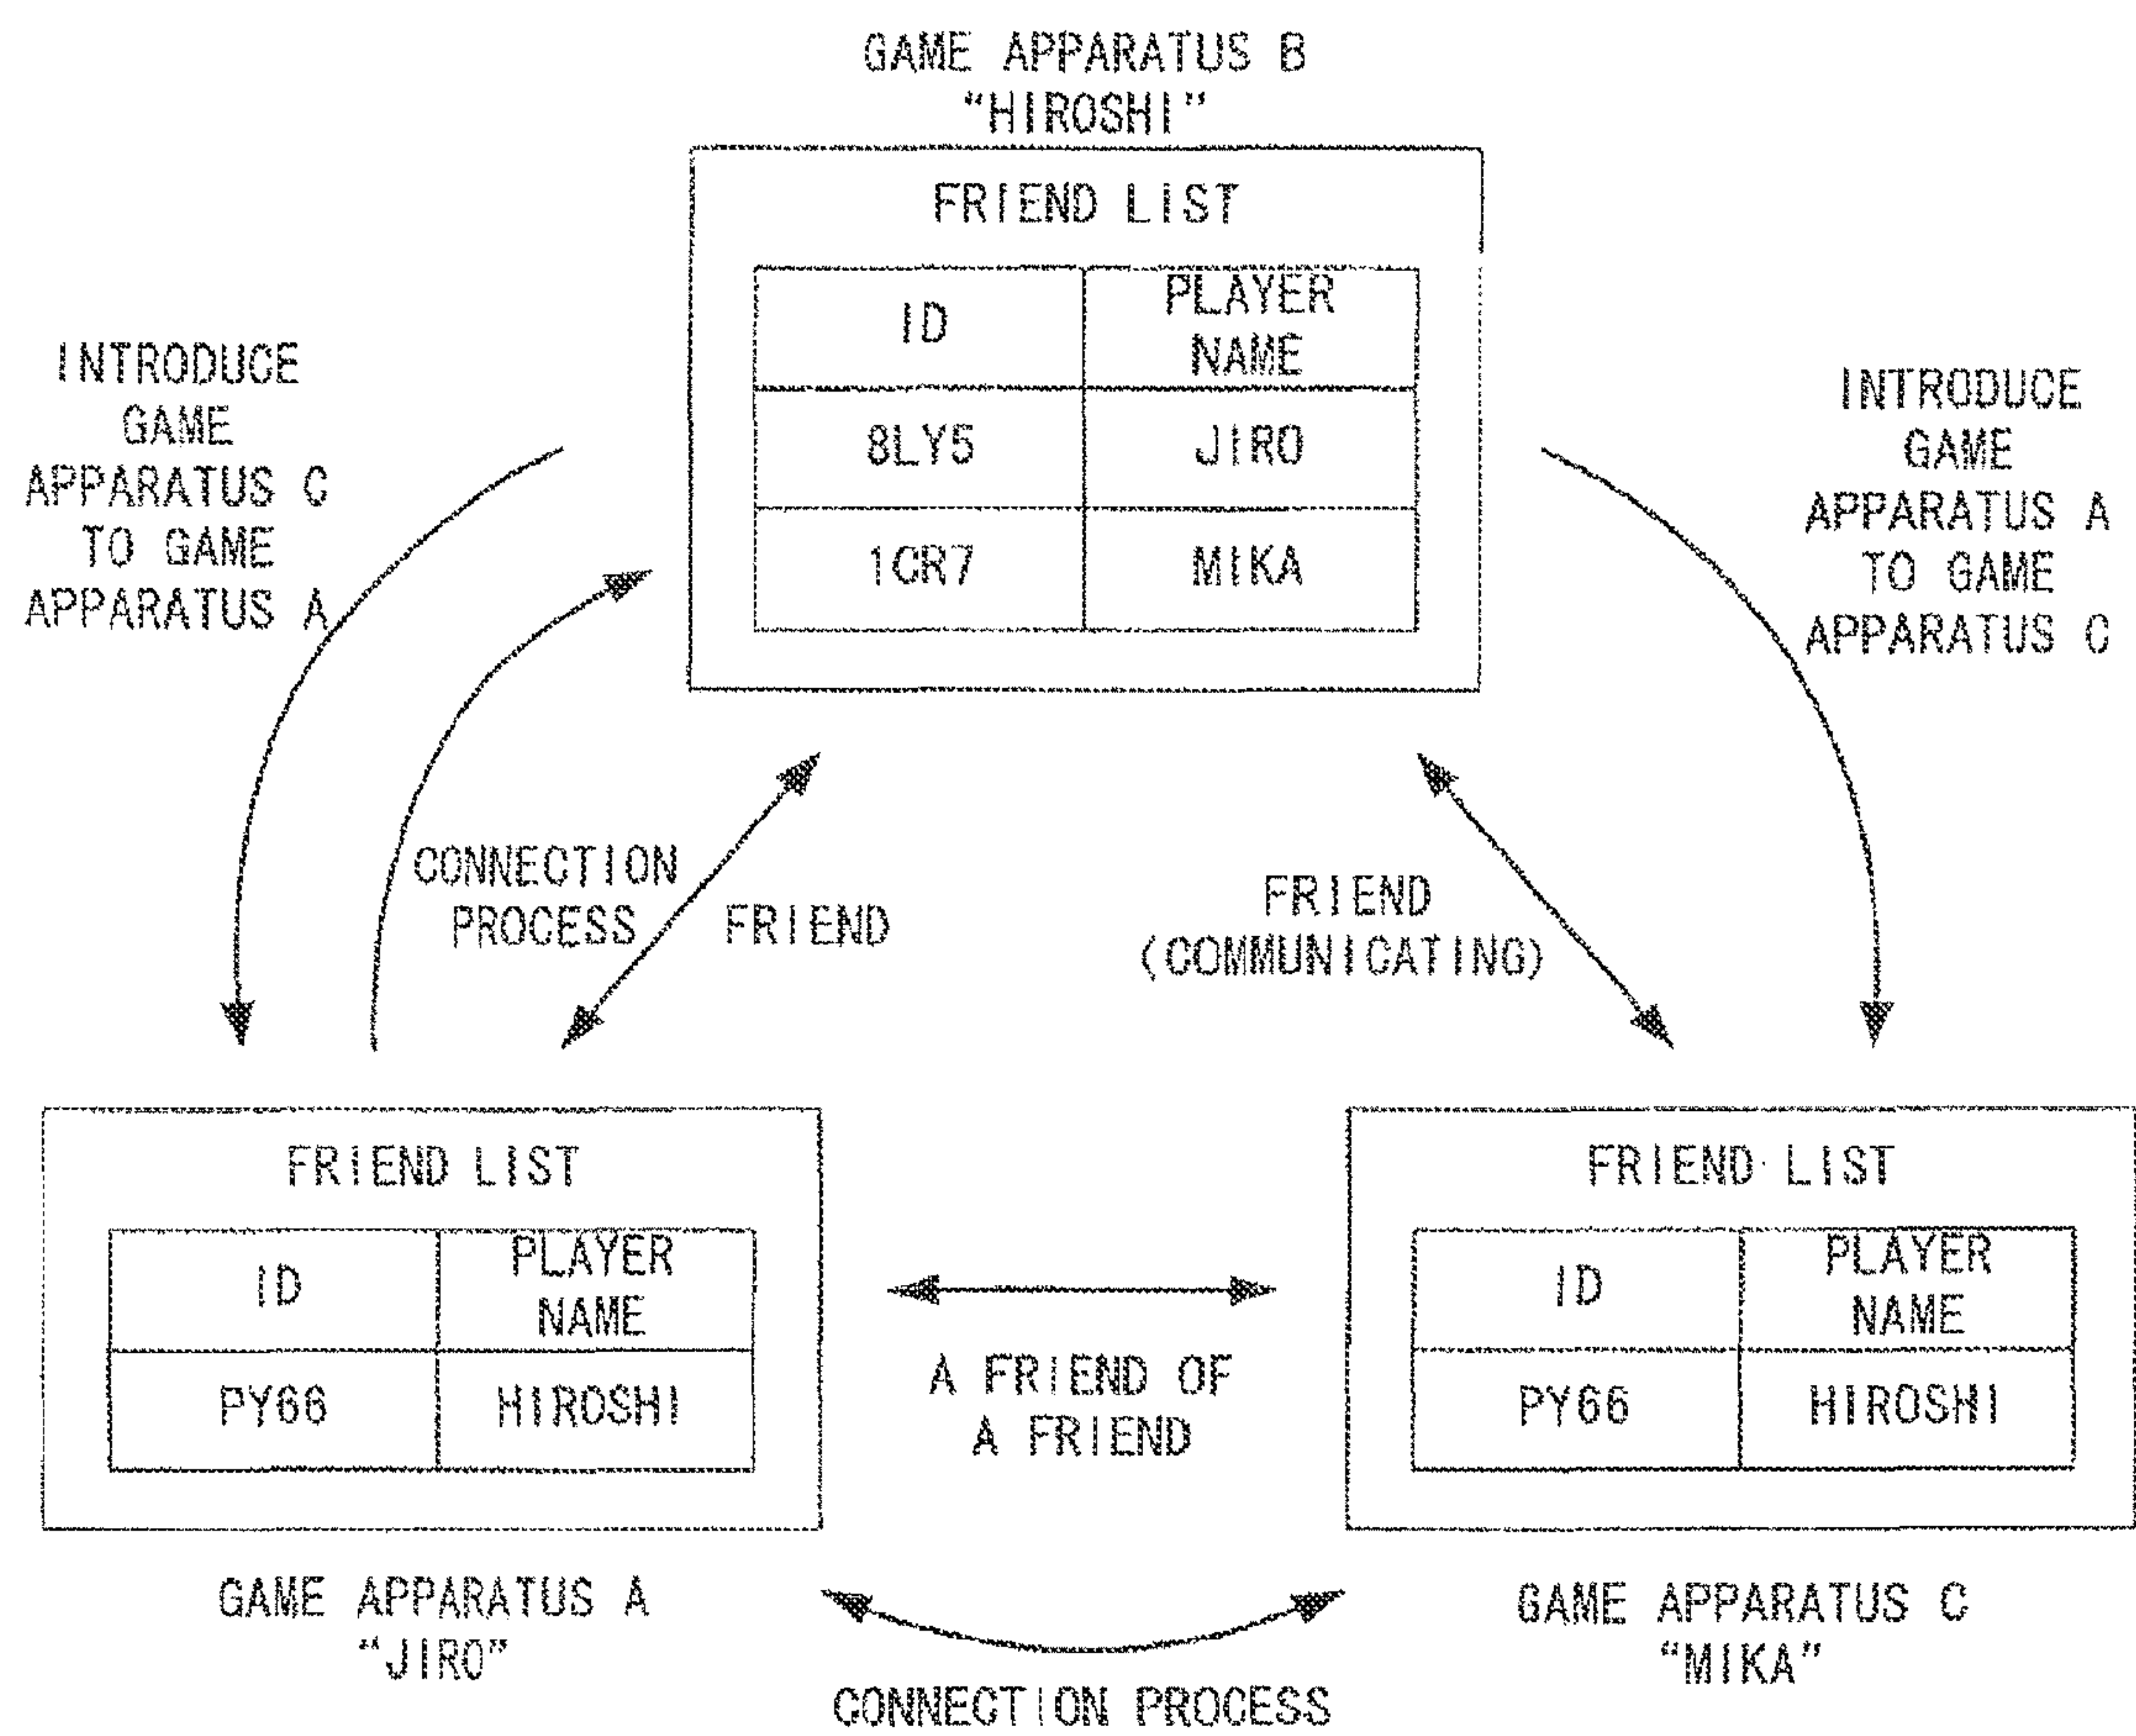 GAME APPARATUS B
“HIROSHI”
FRIEND LIST
ID
PLAYER
NAME
8LY5
JIRO
1CR7
MIKA
INTRODUCE
GAME
APPARATUS C
TO GAME
APPARATUS A
INTRODUCE
GAME
APPARATUS A
TO GAME
APPARATUS C
CONNECTION
PROCESS
FRIEND
FRIEND
(COMMUNICATING)
FRIEND LIST
ID
PLAYER
NAME
PY66
HIROSHI
A FRIEND OF
A FRIEND
FRIEND LIST
ID
PLAYER
NAME
PY66
HIROSHI
GAME APPARATUS A
“JIRO”
GAME APPARATUS C
“MIKA”
CONNECTION PROCESS